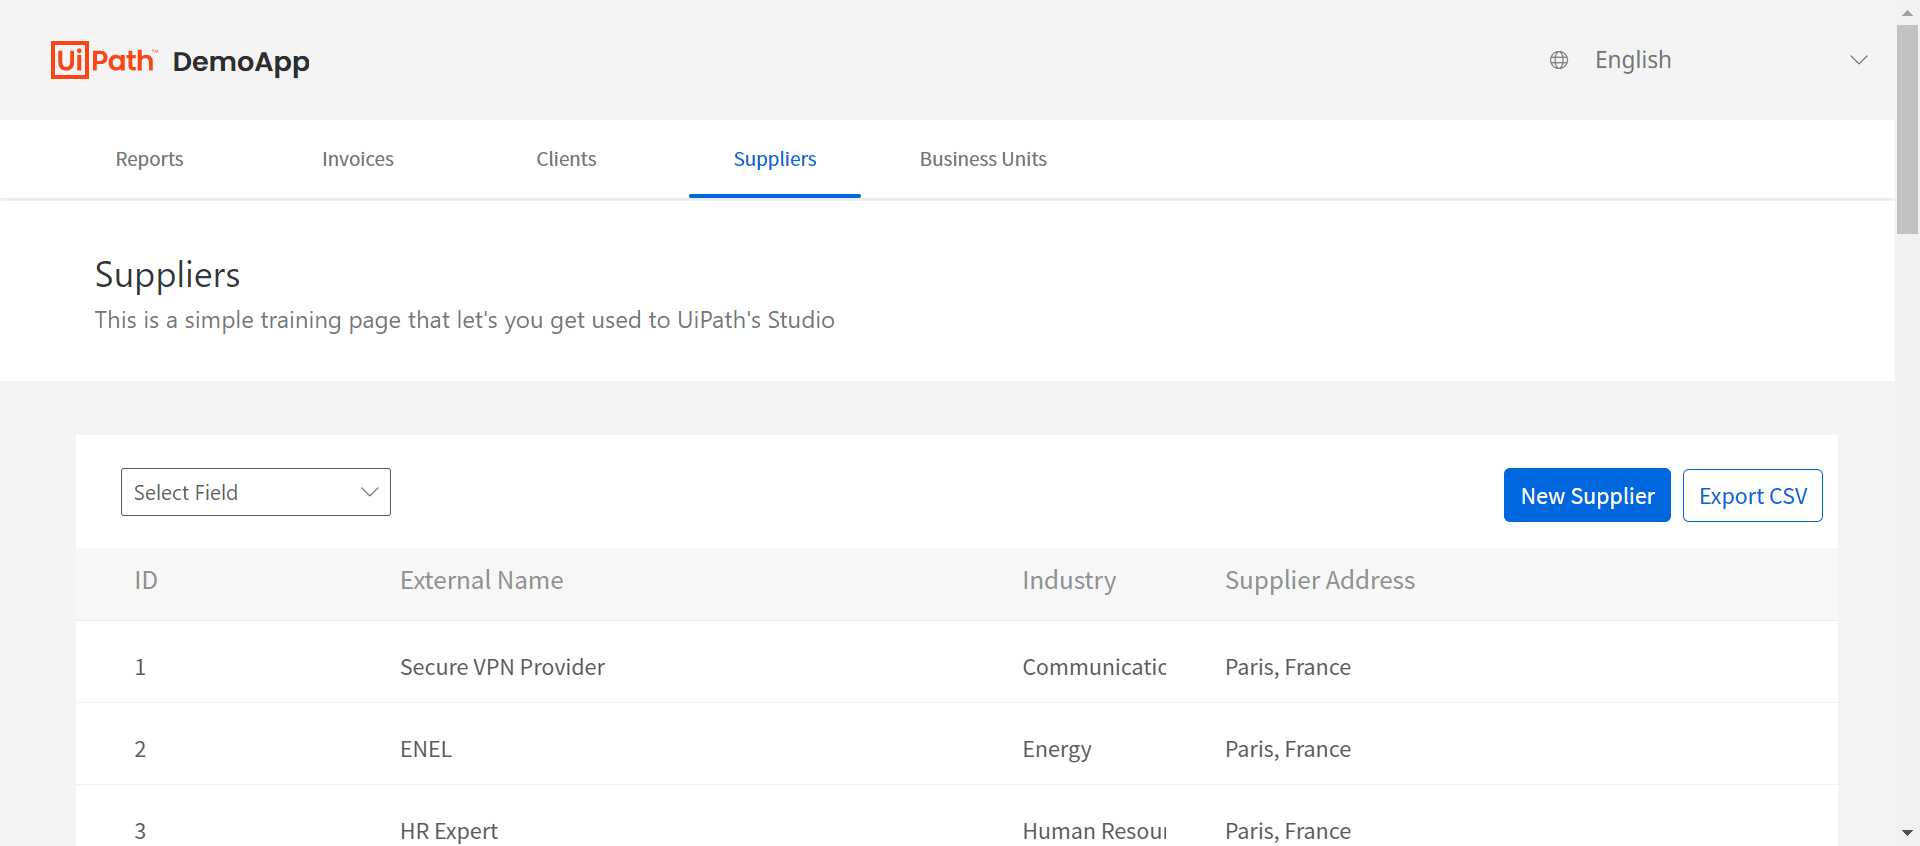 UiPath™ DemoApp
English
Reports Invoices Clients Suppliers Business Units
Suppliers
This is a simple training page that let's you get used to UiPath's Studio
Select Field
New Supplier Export CSV
ID External Name Industry Supplier Address
1 Secure VPN Provider Communicatic Paris, France
2 ENEL Energy Paris, France
3 HR Expert Human Resour Paris, France